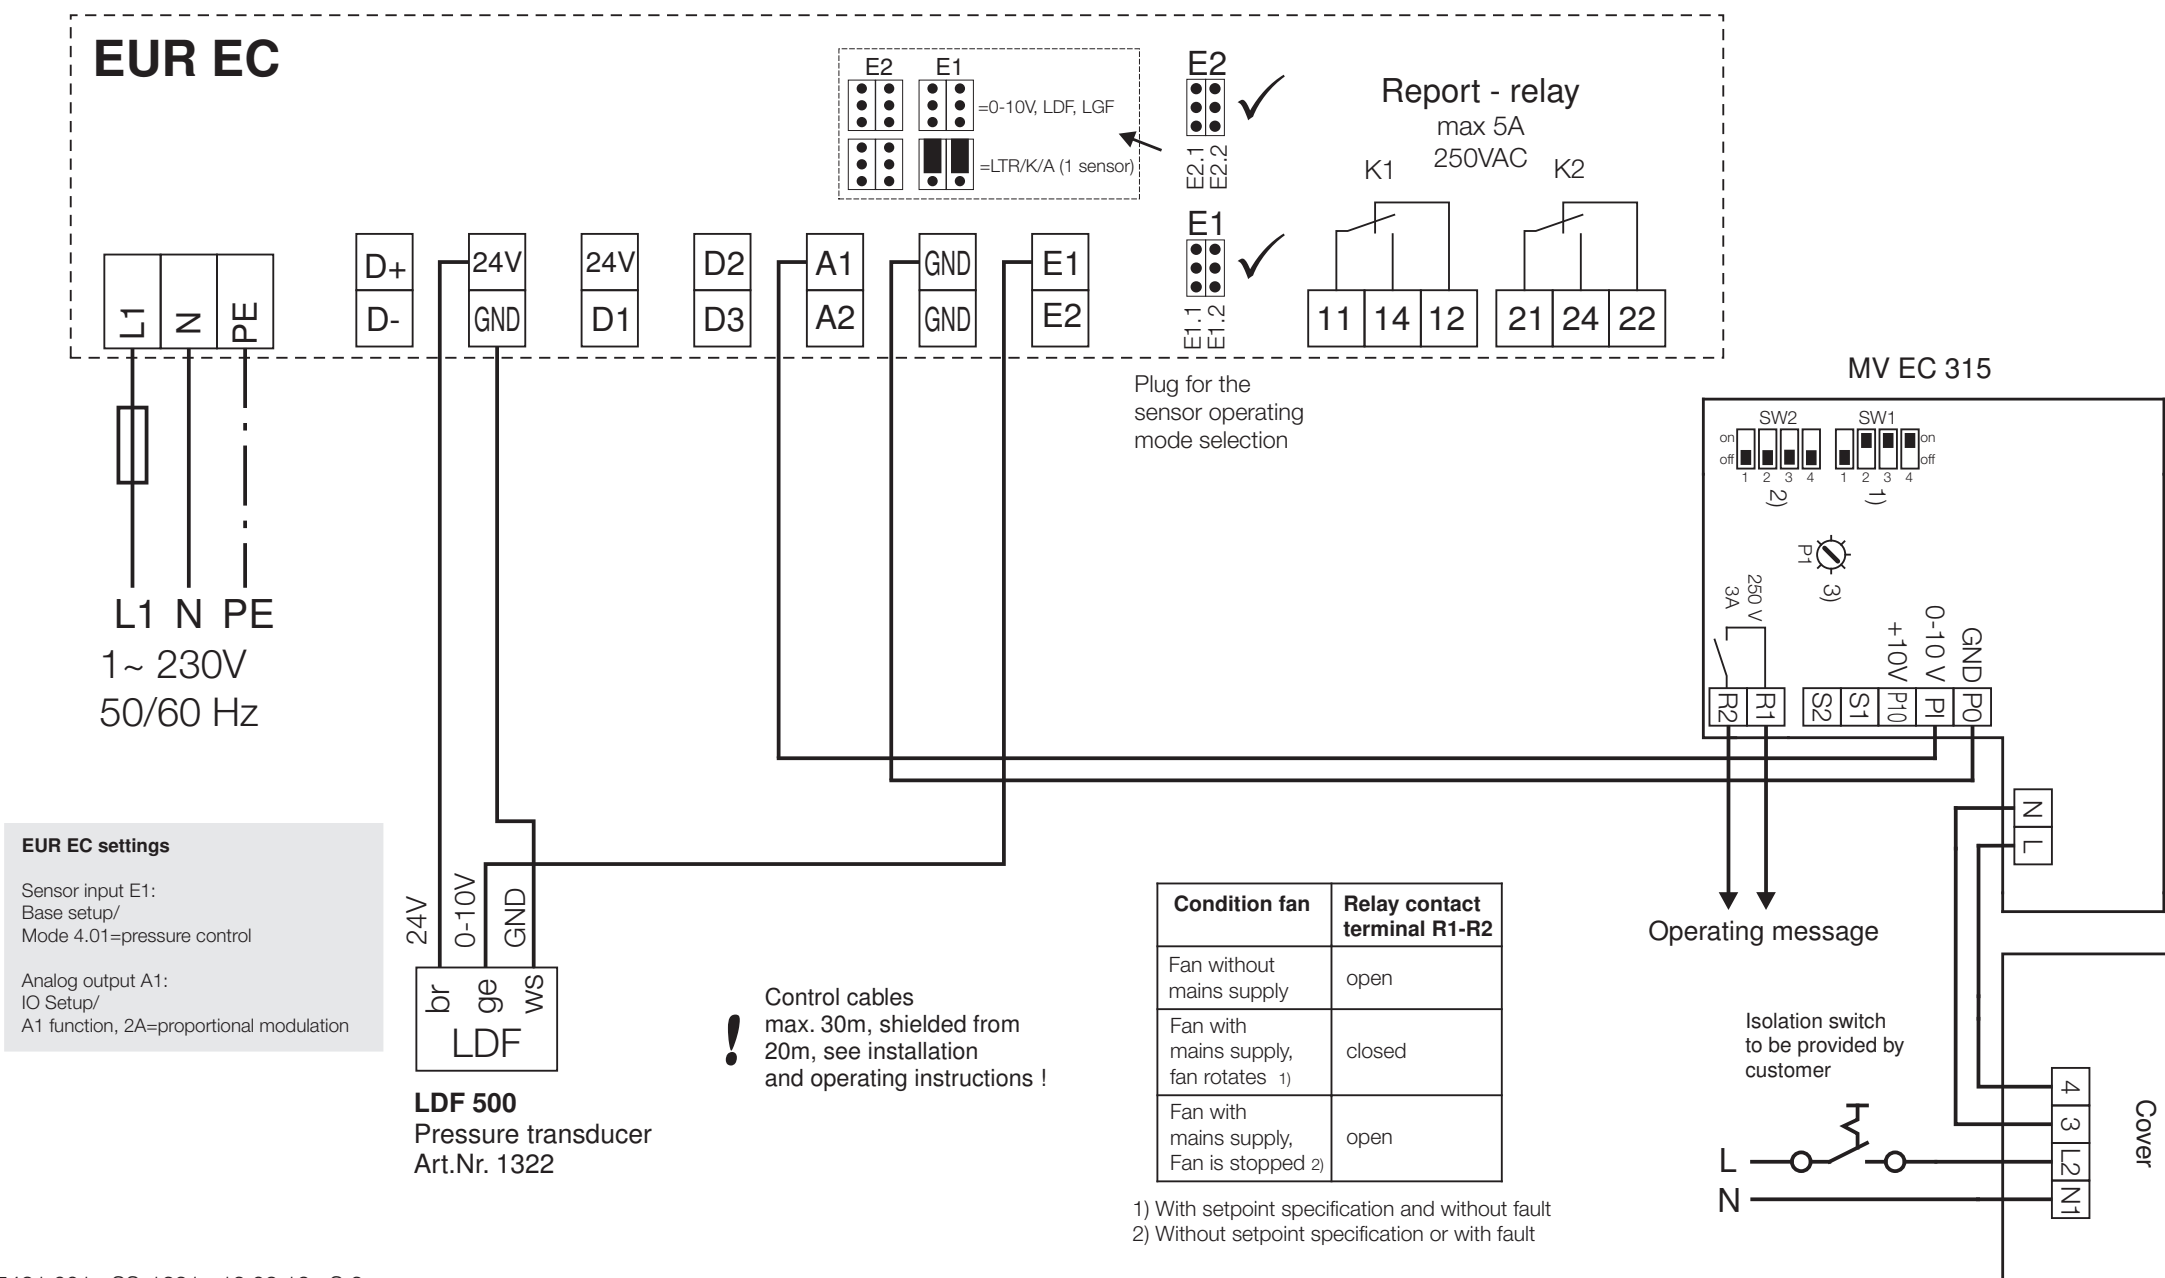 EUR EC
E2 E1
=0-10V, LDF, LGF
=LTR/K/A (1 sensor)
E2
E2.1
E2.2
E1
E1.1
E1.2
Report - relay
max 5A
250VAC
K1 K2
L1 N PE
D+ 24V 24V D2 A1 GND E1
D- GND D1 D3 A2 GND E2
11 14 12 21 24 22
Plug for the
sensor operating
mode selection
L1 N PE
1~ 230V
50/60 Hz
MV EC 315
SW2 SW1
on on
off off
1 2 3 4 1 2 3 4
2) 1)
P1
3)
250 V
3A
+10V
0-10 V
GND
R2 R1 S2 S1 P10 PI P0
N
L
Operating message
EUR EC settings
Sensor input E1:
Base setup/
Mode 4.01=pressure control
Analog output A1:
IO Setup/
A1 function, 2A=proportional modulation
24V
0-10V
GND
br ge ws
LDF
LDF 500
Pressure transducer
Art.Nr. 1322
! Control cables
max. 30m, shielded from
20m, see installation
and operating instructions !
Condition fan Relay contact
terminal R1-R2
Fan without
mains supply open
Fan with
mains supply, closed
fan rotates 1)
Fan with
mains supply, open
Fan is stopped 2)
1) With setpoint specification and without fault
2) Without setpoint specification or with fault
Isolation switch
to be provided by
customer
L
N
4
3
L2
N1
Cover